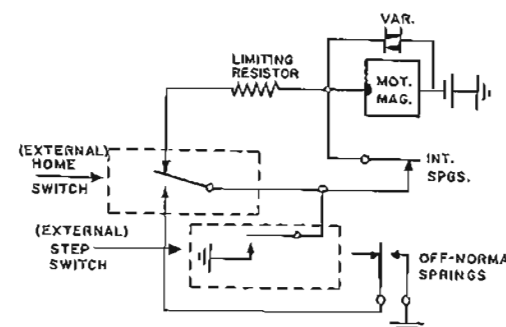 VAR.
LIMITING
RESISTOR
MOT.
MAG.
(EXTERNAL)
HOME
SWITCH
INT.
SPGS.
(EXTERNAL)
STEP
SWITCH
OFF-NORMA
SPRINGS